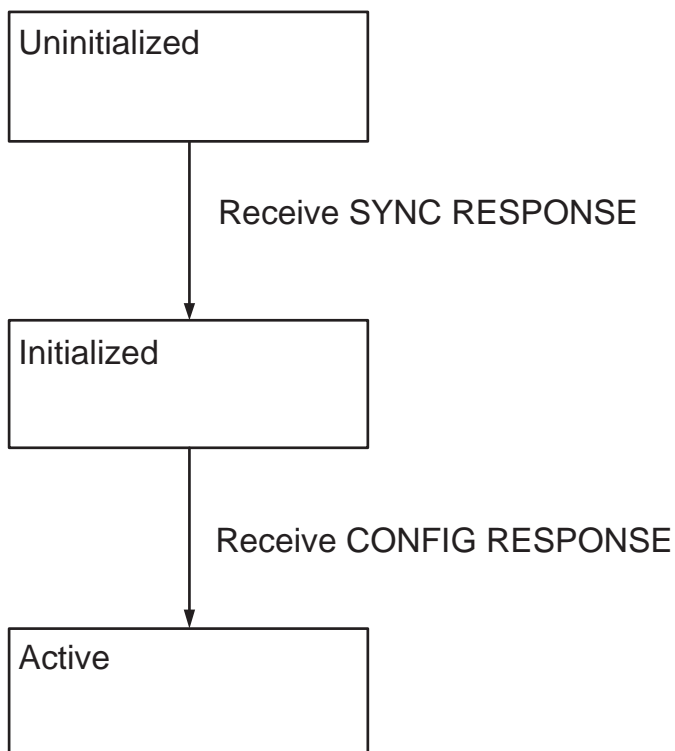 Uninitialized
Receive SYNC RESPONSE
Initialized
Receive CONFIG RESPONSE
Active